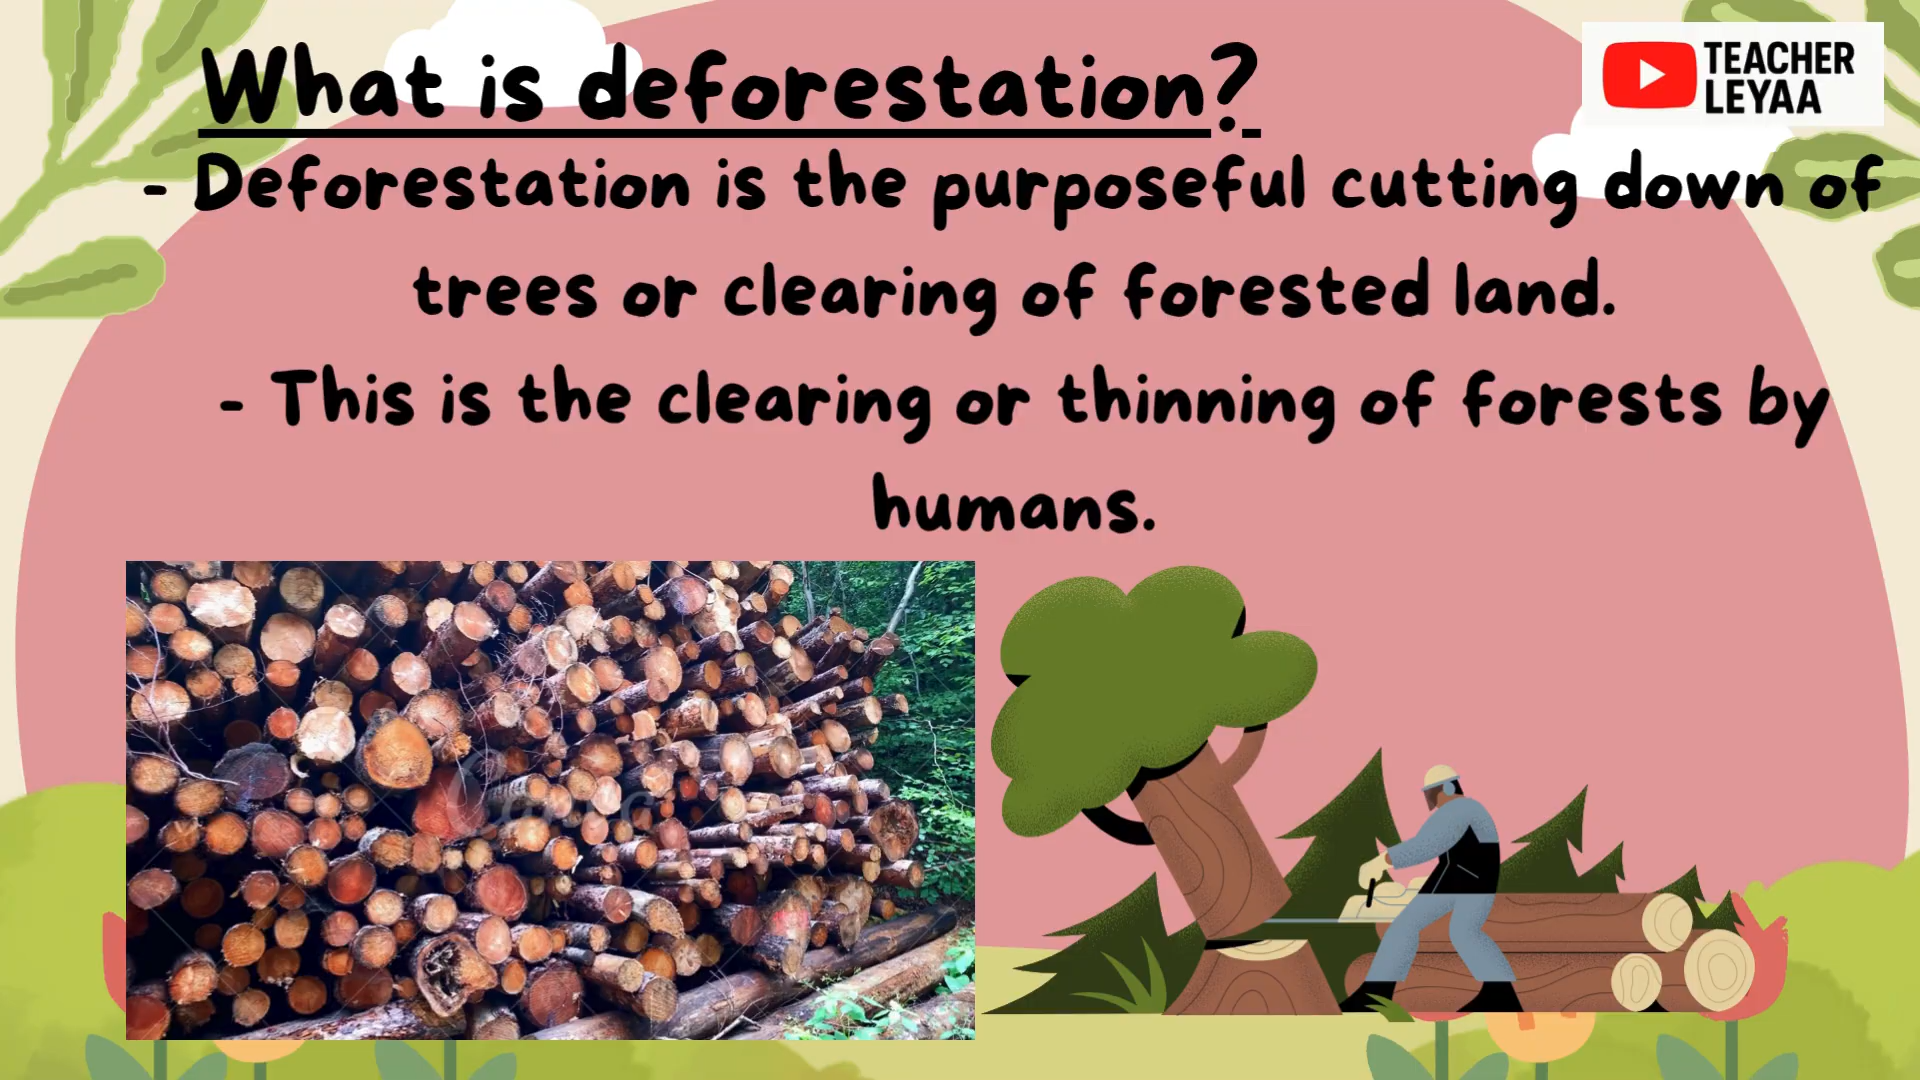 What is deforestation?
TEACHER
LEYAA
- Deforestation is the purposeful cutting down of
trees or clearing of forested land.
- This is the clearing or thinning of forests by
humans.
Canva